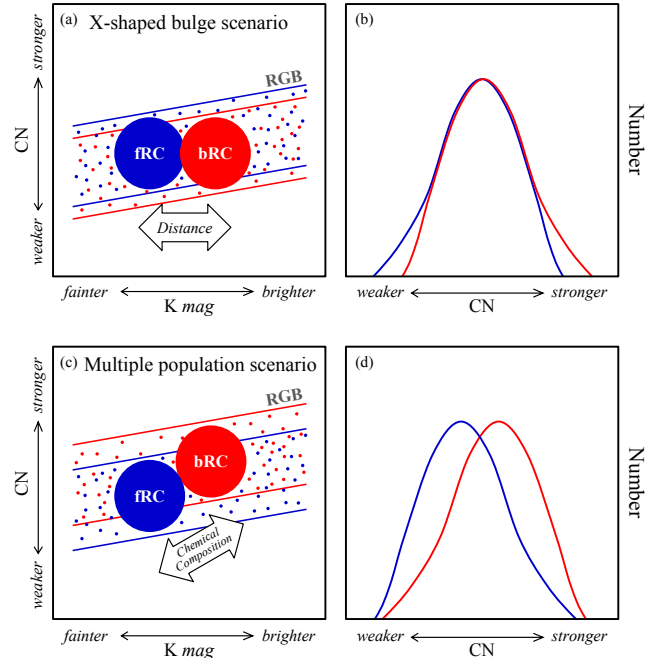 (a) X-shaped bulge scenario
stronger
CN
weaker
RGB
fRC
bRC
Distance
fainter
brighter
K mag
(b)
Number
weaker
stronger
CN
(c) Multiple population scenario
stronger
CN
weaker
RGB
bRC
fRC
Chemical
Composition
fainter
brighter
K mag
(d)
Number
weaker
stronger
CN